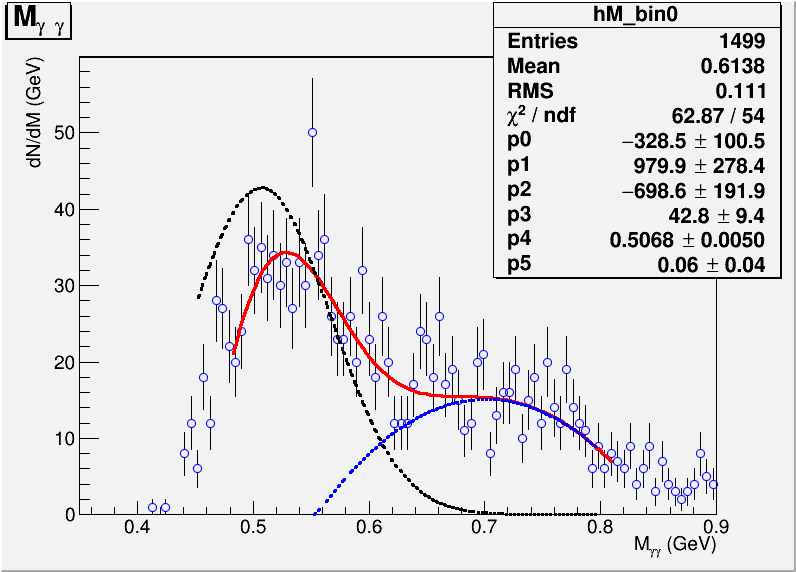 M γ γ
hM_bin0
Entries 1499
Mean 0.6138
RMS 0.111
χ² / ndf 62.87 / 54
p0 −328.5 ± 100.5
p1 979.9 ± 278.4
p2 −698.6 ± 191.9
p3 42.8 ± 9.4
p4 0.5068 ± 0.0050
p5 0.06 ± 0.04
dN/dM (GeV)
50
40
30
20
10
0
0.4 0.5 0.6 0.7 0.8 0.9
Mγγ (GeV)